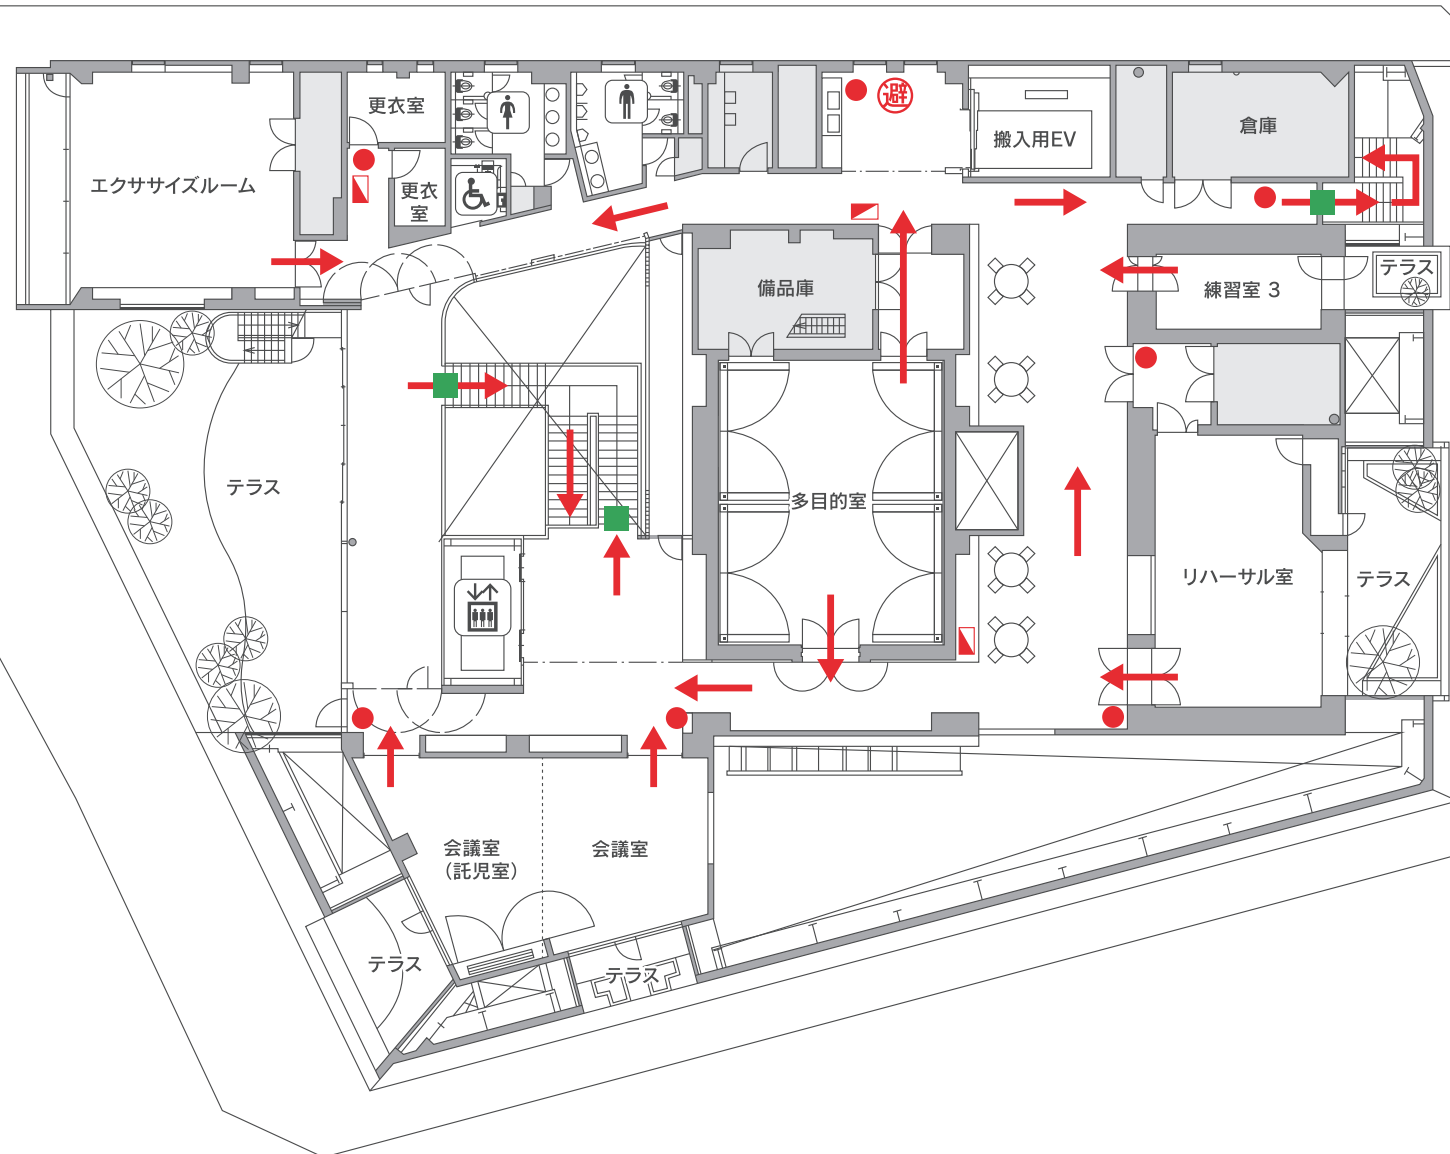 避
更衣室
搬入用EV
倉庫
エクササイズルーム
更衣
室
テラス
備品庫
練習室 3
テラス
多目的室
リハーサル室
テラス
会議室
（託児室）
会議室
テラス
テラス